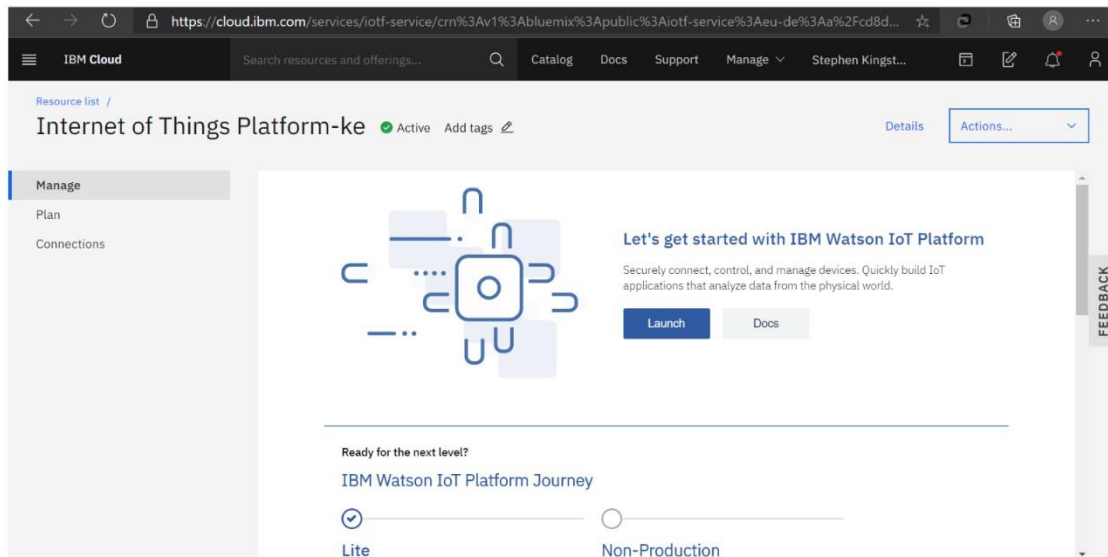 https://cloud.ibm.com/services/iotf-service/crn%3Av1%3Abluemix%3Apublic%3Aiotf-service%3Aeu-de%3Aa%2Fcd8d...
IBM Cloud
Search resources and offerings...
Catalog
Docs
Support
Manage
Stephen Kingst...
Resource list /
Internet of Things Platform-ke
Active
Add tags
Details
Actions...
Manage
Plan
Connections
Let's get started with IBM Watson IoT Platform
Securely connect, control, and manage devices. Quickly build IoT
applications that analyze data from the physical world.
Launch
Docs
FEEDBACK
Ready for the next level?
IBM Watson IoT Platform Journey
Lite
Non-Production